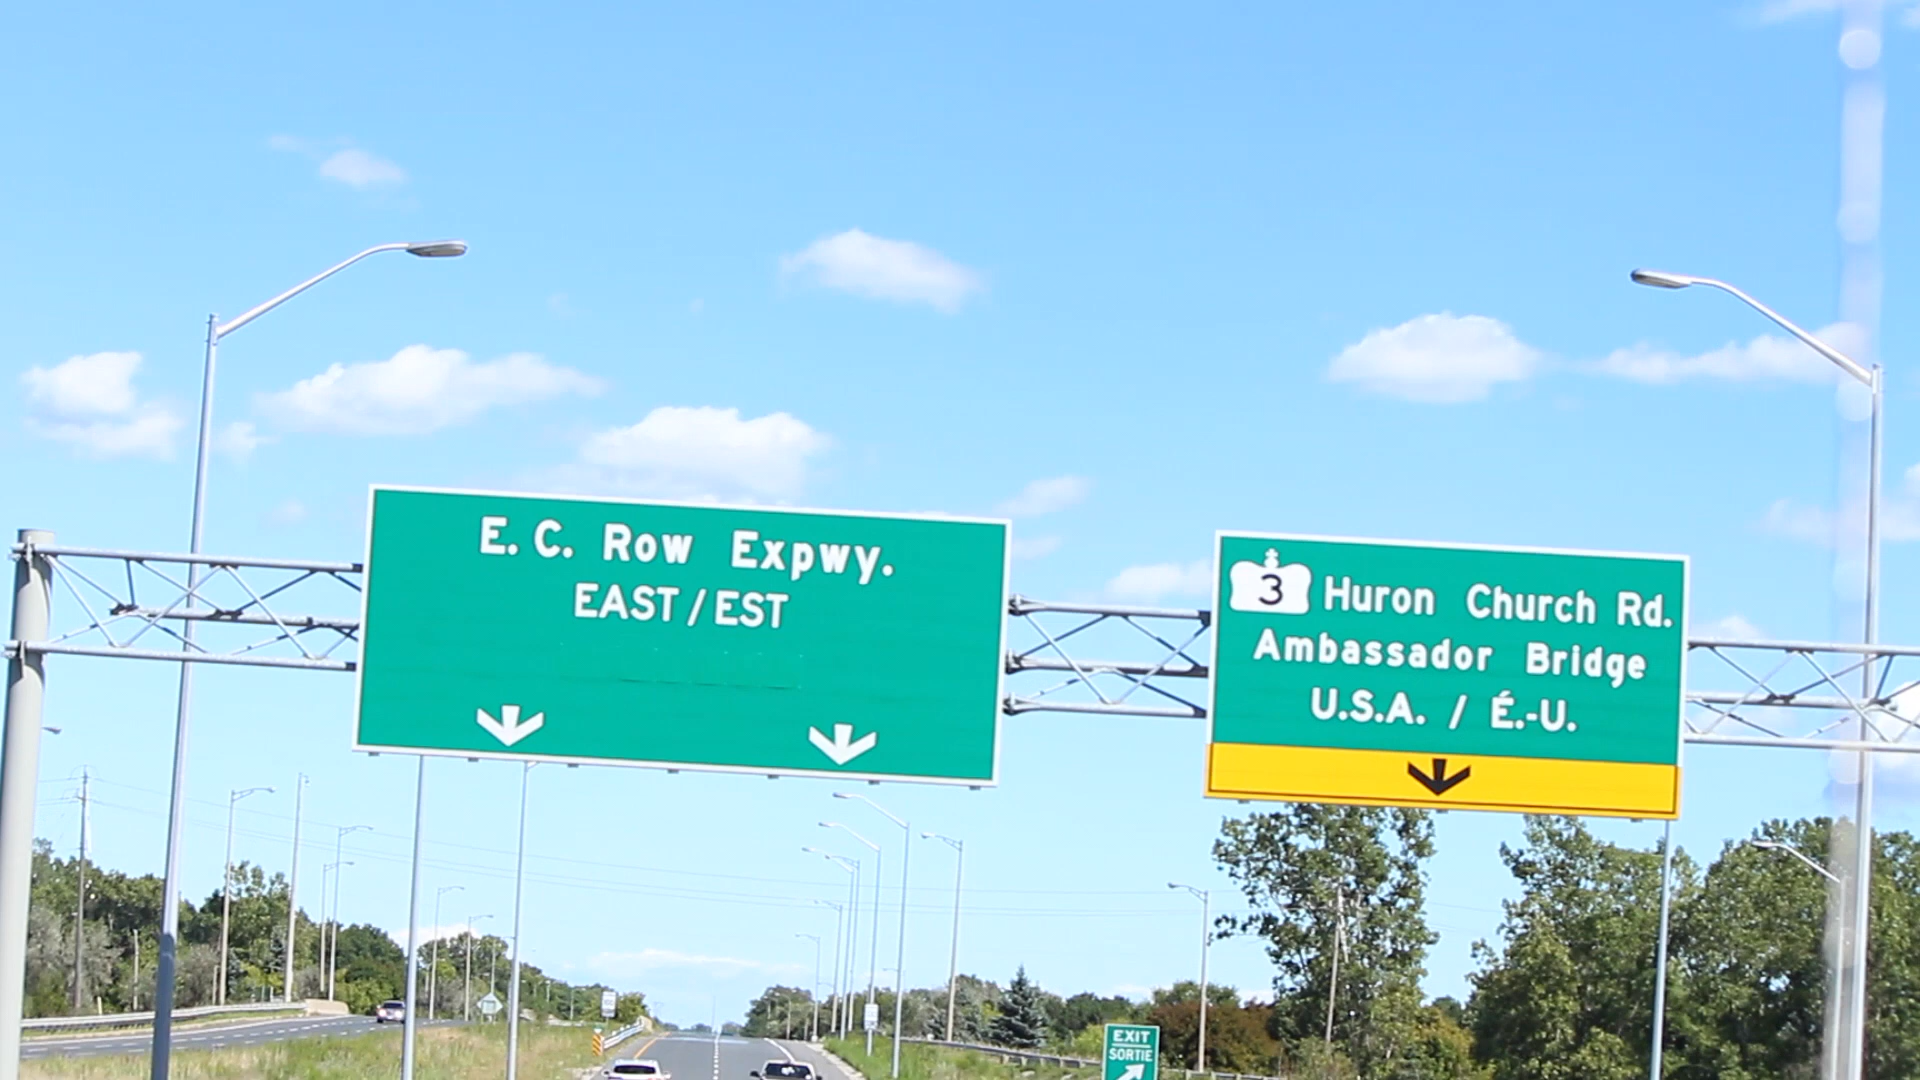 E. C. Row Expwy.
EAST / EST
3 Huron Church Rd.
Ambassador Bridge
U.S.A. / É.-U.
EXIT
SORTIE